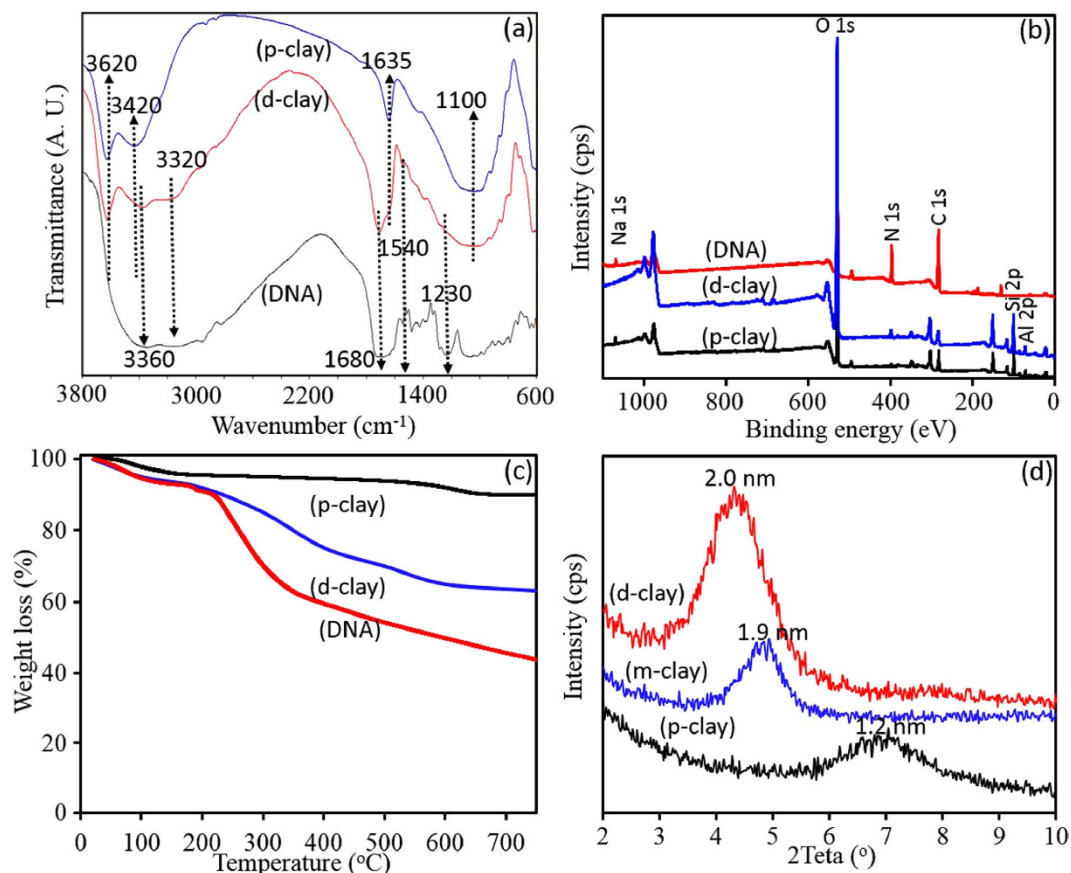 (a)
3620
3420
3320
(p-clay)
(d-clay)
1635
1100
(DNA)
1540
1230
3360
1680
3800
3000
2200
1400
600
Wavenumber (cm-1)
Transmittance (A. U.)
(b)
O 1s
Na 1s
N 1s
C 1s
Si 2p
Al 2p
(DNA)
(d-clay)
(p-clay)
1000
800
600
400
200
0
Binding energy (eV)
Intensity (cps)
(c)
100
80
60
40
20
0
(p-clay)
(d-clay)
(DNA)
0
100
200
300
400
500
600
700
Temperature (oC)
Weight loss (%)
(d)
2.0 nm
(d-clay)
1.9 nm
(m-clay)
(p-clay)
1.2 nm
2
3
4
5
6
7
8
9
10
2Teta (o)
Intensity (cps)